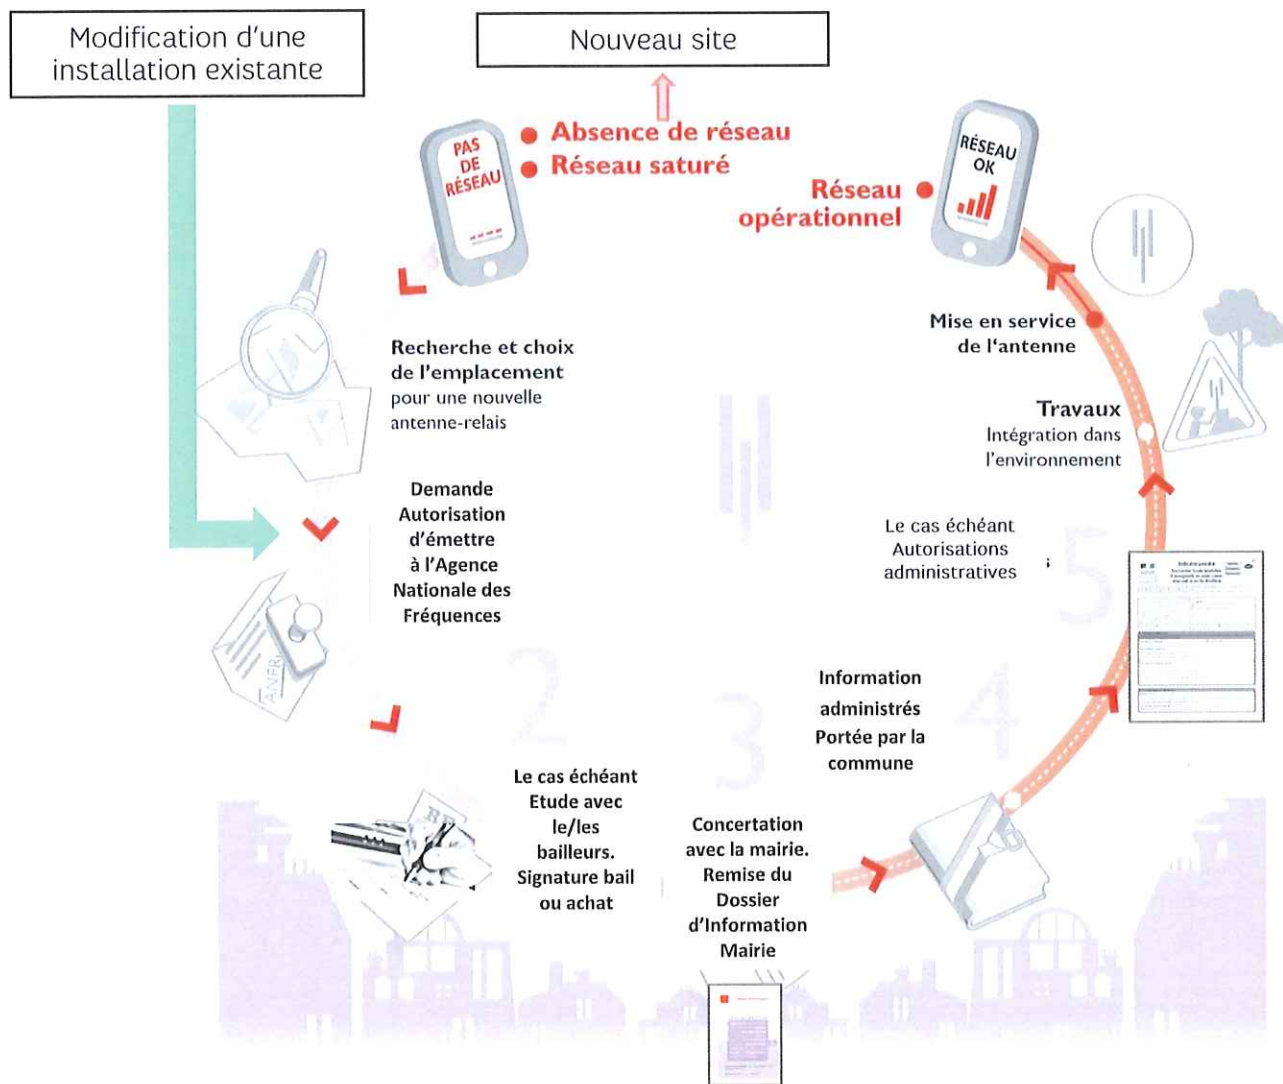 Modification d'une
installation existante
Nouveau site
Absence de réseau
Réseau saturé
PAS
DE
RÉSEAU
RÉSEAU
OK
Réseau
opérationnel
Recherche et choix
de l'emplacement
pour une nouvelle
antenne-relais
Demande
Autorisation
d'émettre
à l'Agence
Nationale des
Fréquences
ANFR
2
Le cas échéant
Etude avec
le/les
bailleurs.
Signature bail
ou achat
3
Concertation
avec la mairie.
Remise du
Dossier
d'Information
Mairie
4
Information
administrés
Portée par la
commune
5
Le cas échéant
Autorisations
administratives
Travaux
Intégration dans
l'environnement
Mise en service
de l'antenne